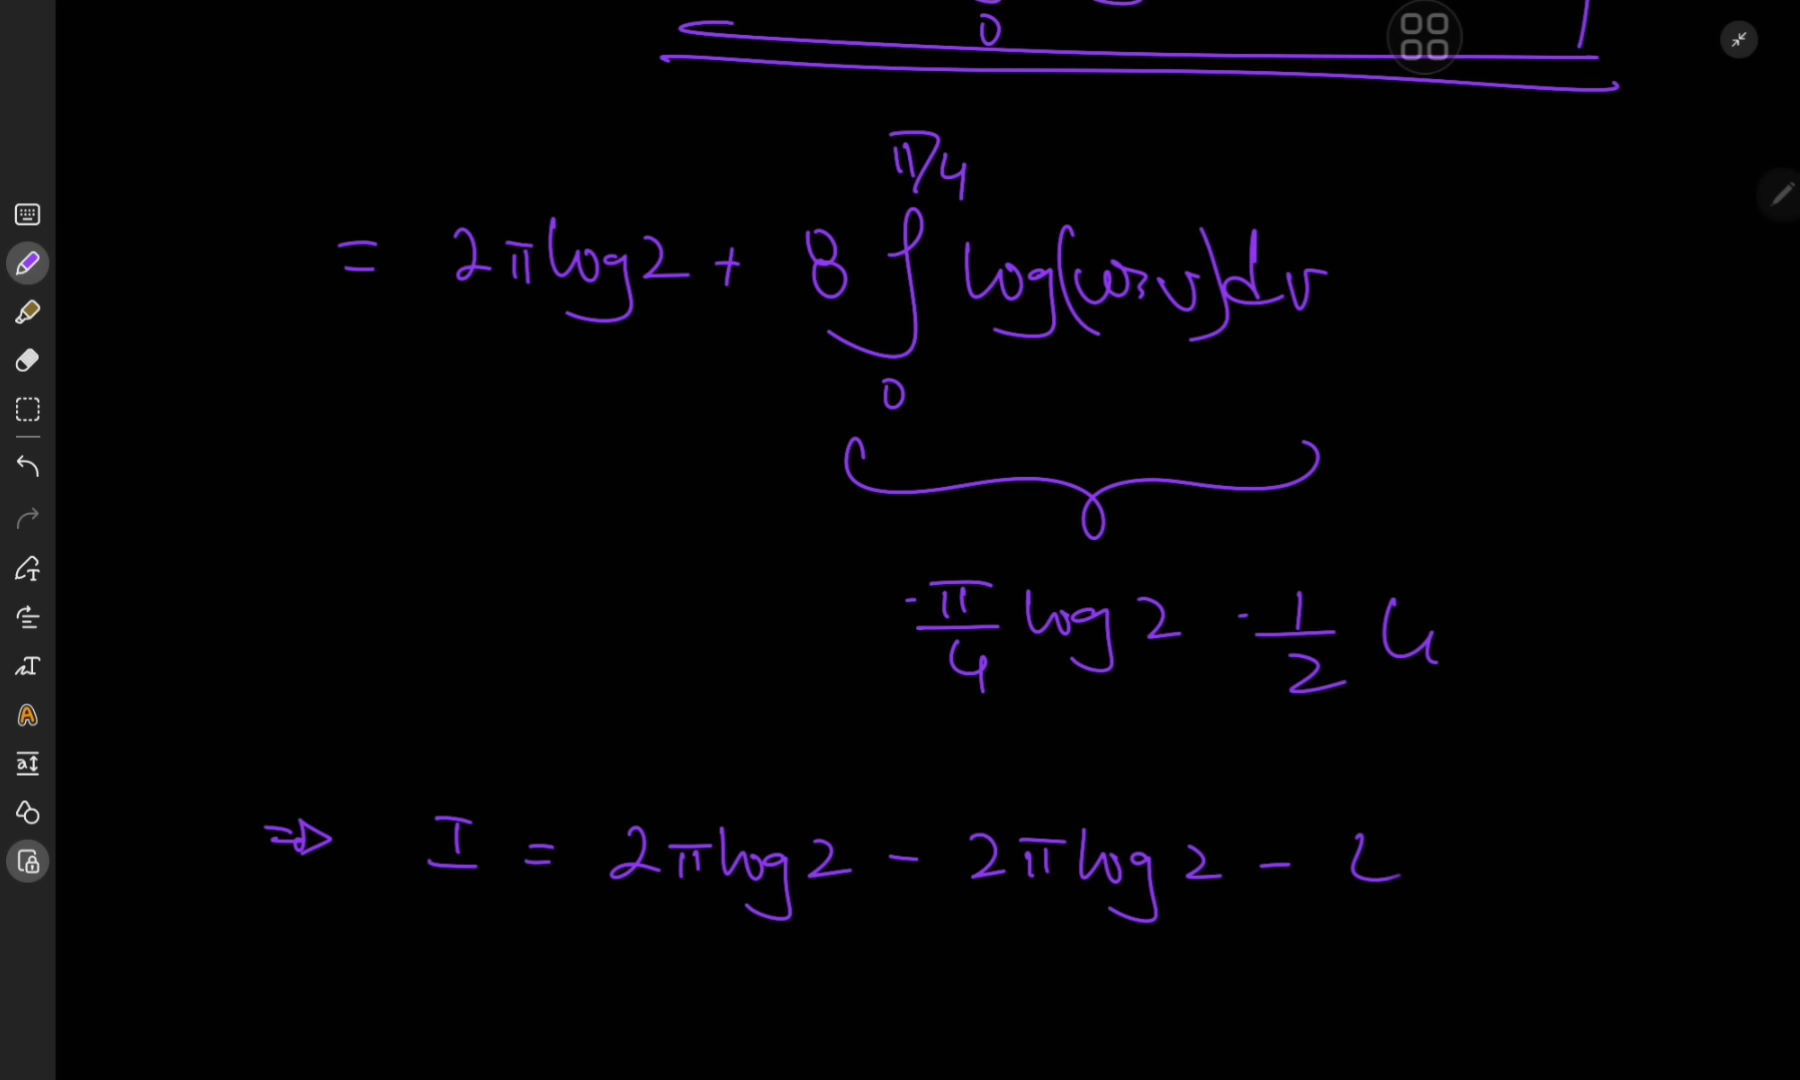 0
π/4
= 2π log 2 + 8 ∫ log(cos v) dv
0
-π/4 log 2 - 1/2 G
⇒ I = 2π log 2 - 2π log 2 -